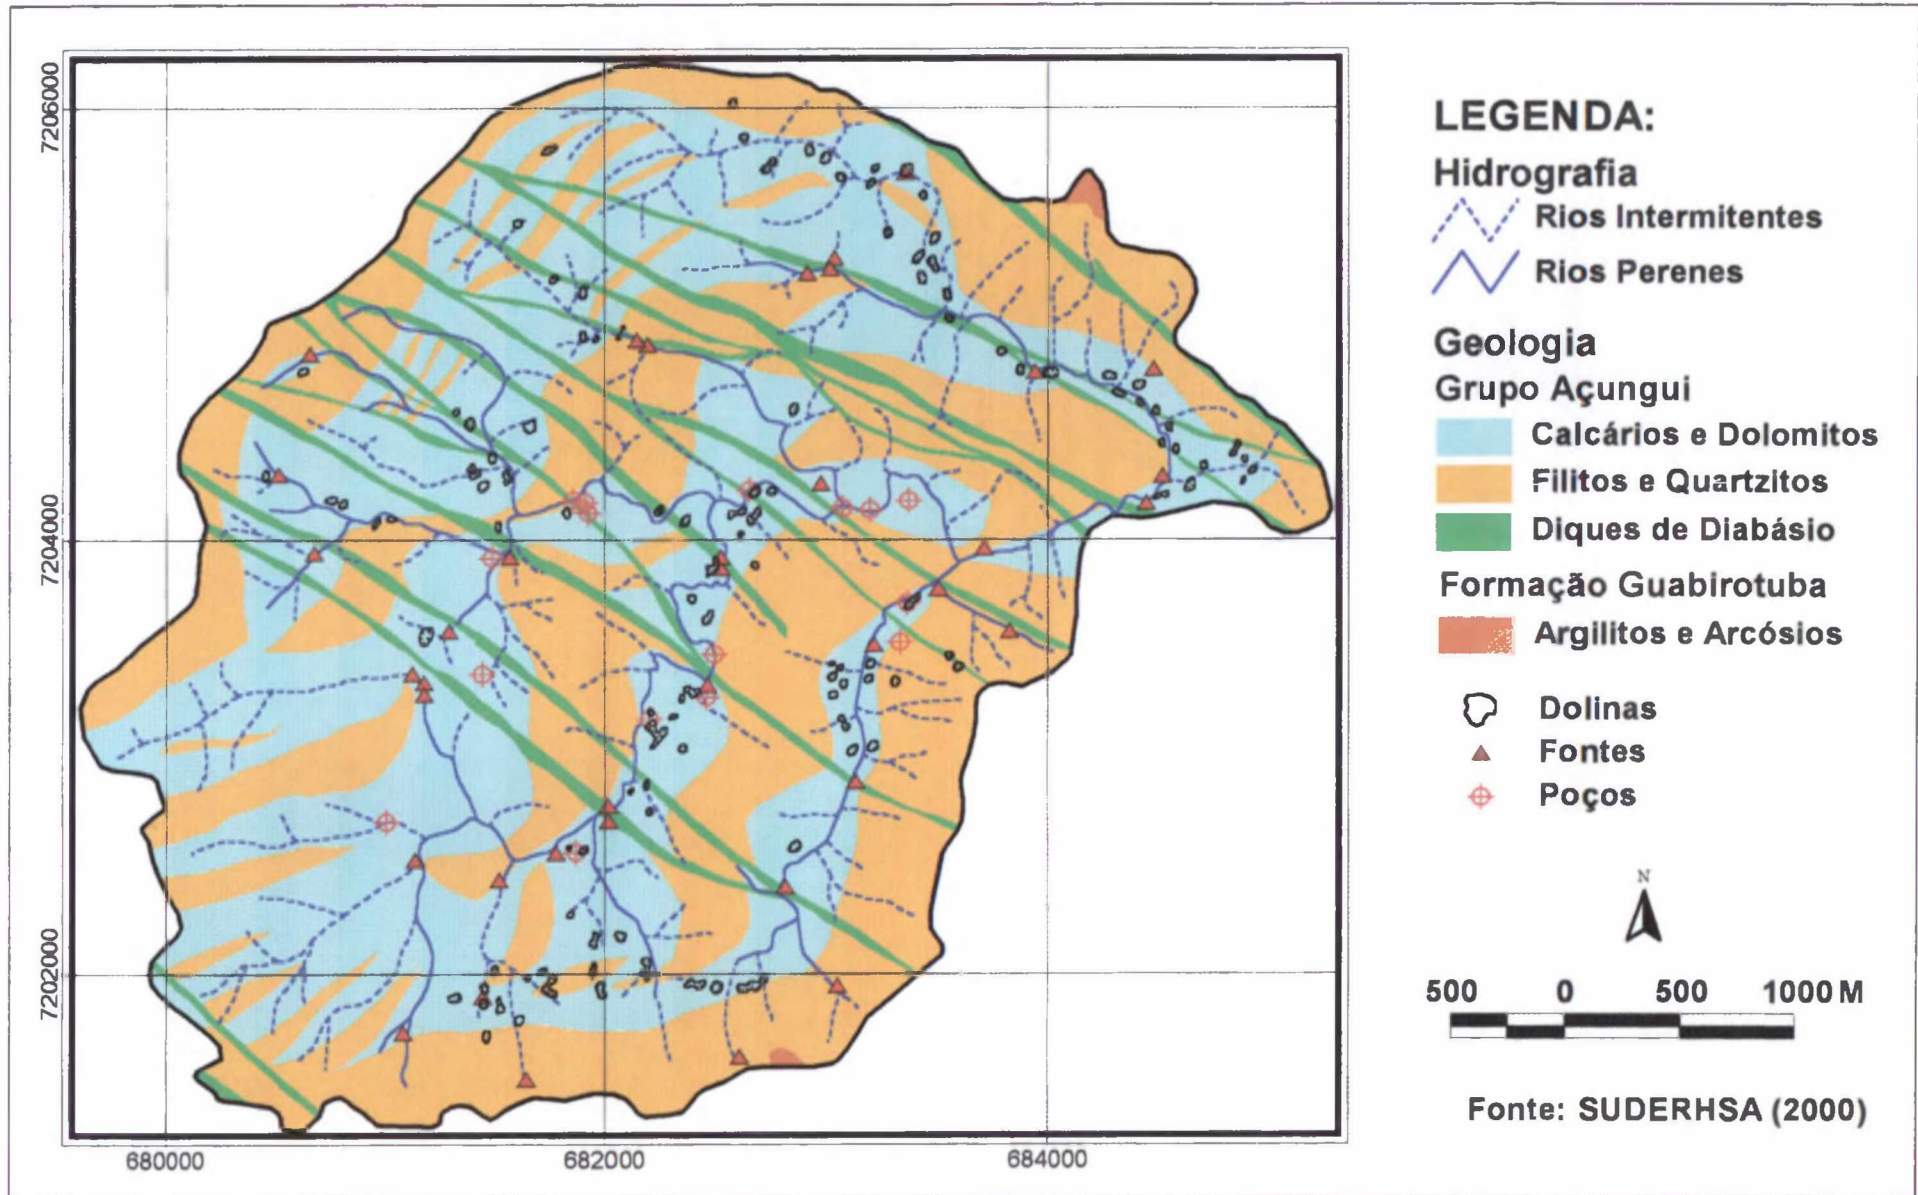 7206000
7204000
7202000
680000
682000
684000
LEGENDA:
Hidrografia
Rios Intermitentes
Rios Perenes
Geologia
Grupo Açungui
Calcários e Dolomitos
Filitos e Quartzitos
Diques de Diabásio
Formação Guabirotuba
Argilitos e Arcósios
Dolinas
Fontes
Poços
N
500 0 500 1000 M
Fonte: SUDERHSA (2000)